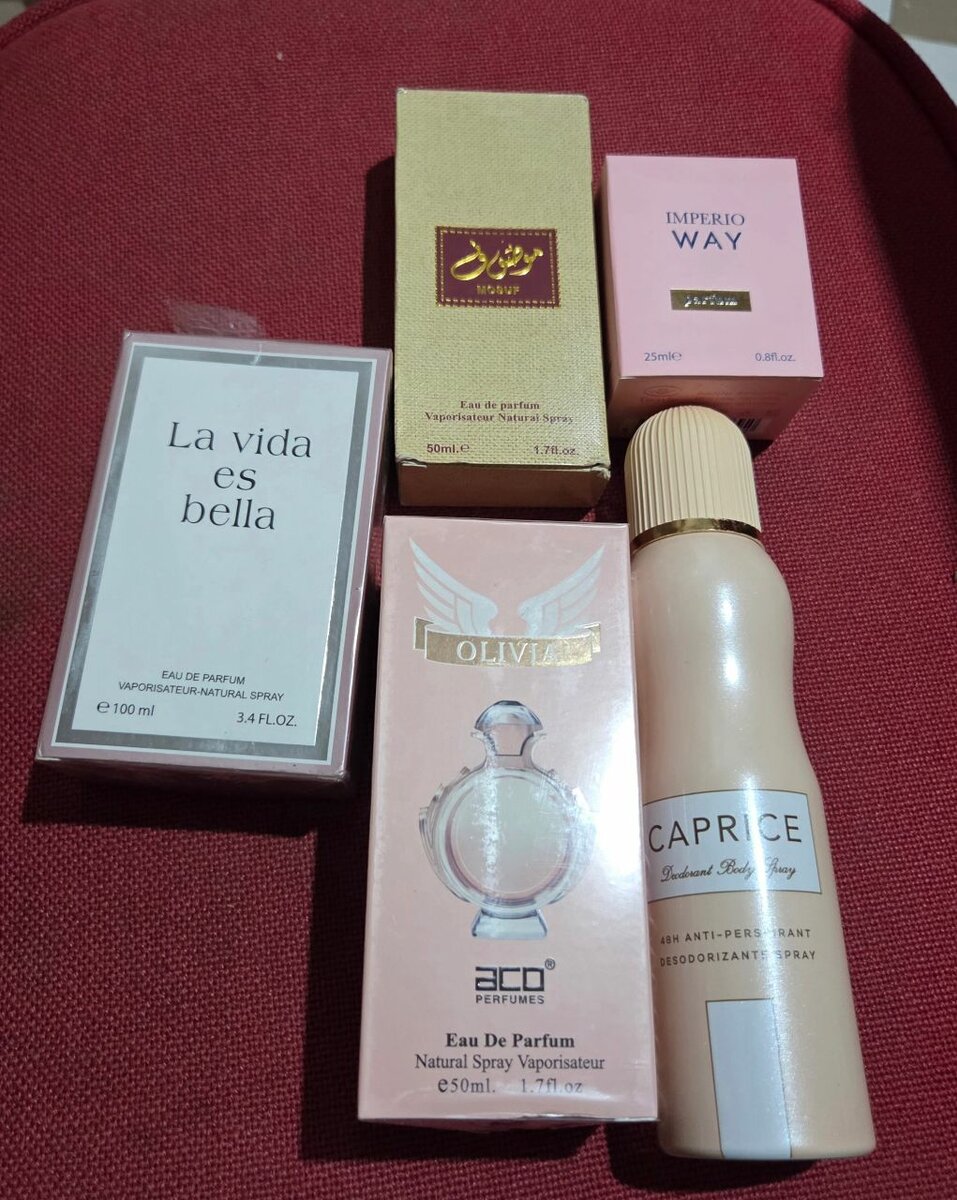 موصوف
MOSUF
Eau de parfum
Vaporisateur Natural Spray
50ml.e
1.7fl.oz.
IMPERIO
WAY
parfum
25ml℮
0.8fl.oz.
La vida
es
bella
EAU DE PARFUM
VAPORISATEUR-NATURAL SPRAY
℮ 100 ml
3.4 FL.OZ.
OLIVIA
aco®
PERFUMES
Eau De Parfum
Natural Spray Vaporisateur
℮50ml. 1.7fl.oz
CAPRICE
Deodorant Body Spray
48H ANTI-PERSPIRANT
DESODORIZANTE SPRAY